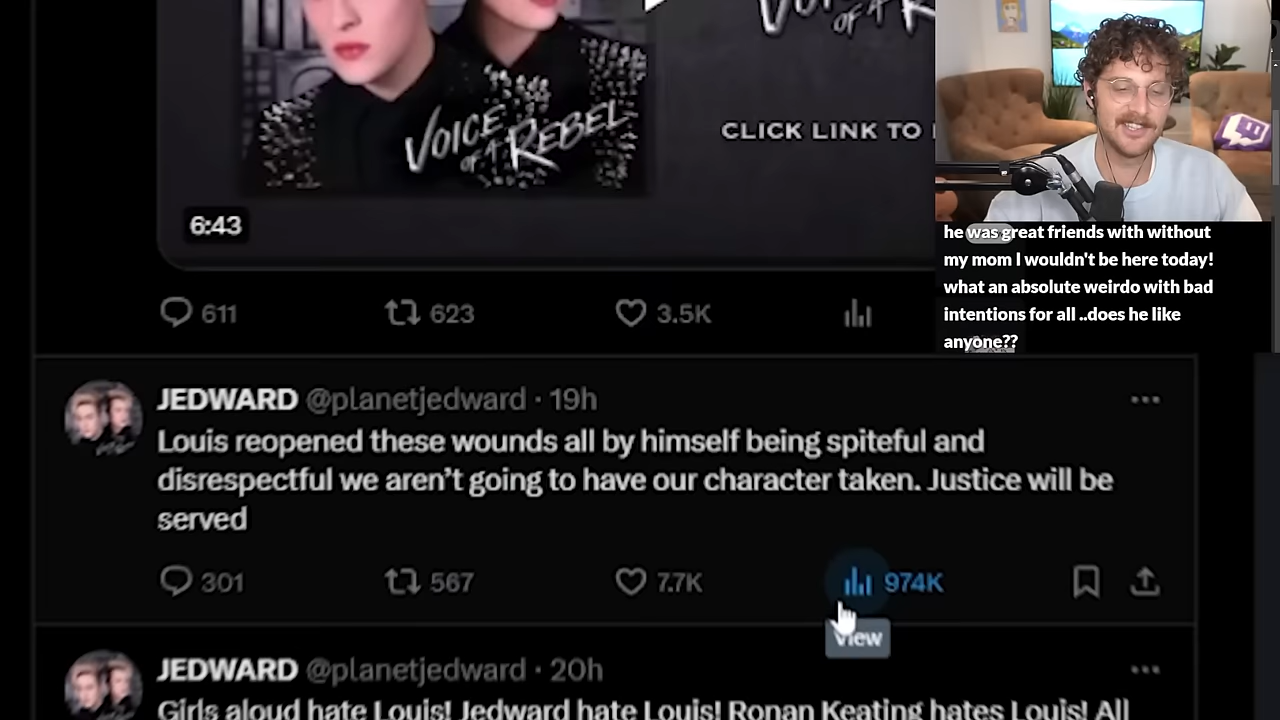 VOICE
OF A REBEL
VOICE
OF A R
CLICK LINK TO
6:43
611 623 3.5K
he was great friends with without
my mom I wouldn't be here today!
what an absolute weirdo with bad
intentions for all ..does he like
anyone??
JEDWARD @planetjedward · 19h
Louis reopened these wounds all by himself being spiteful and
disrespectful we aren't going to have our character taken. Justice will be
served
301 567 7.7K 974K
View
JEDWARD @planetjedward · 20h
Girls aloud hate Louis! Jedward hate Louis! Ronan Keating hates Louis! All